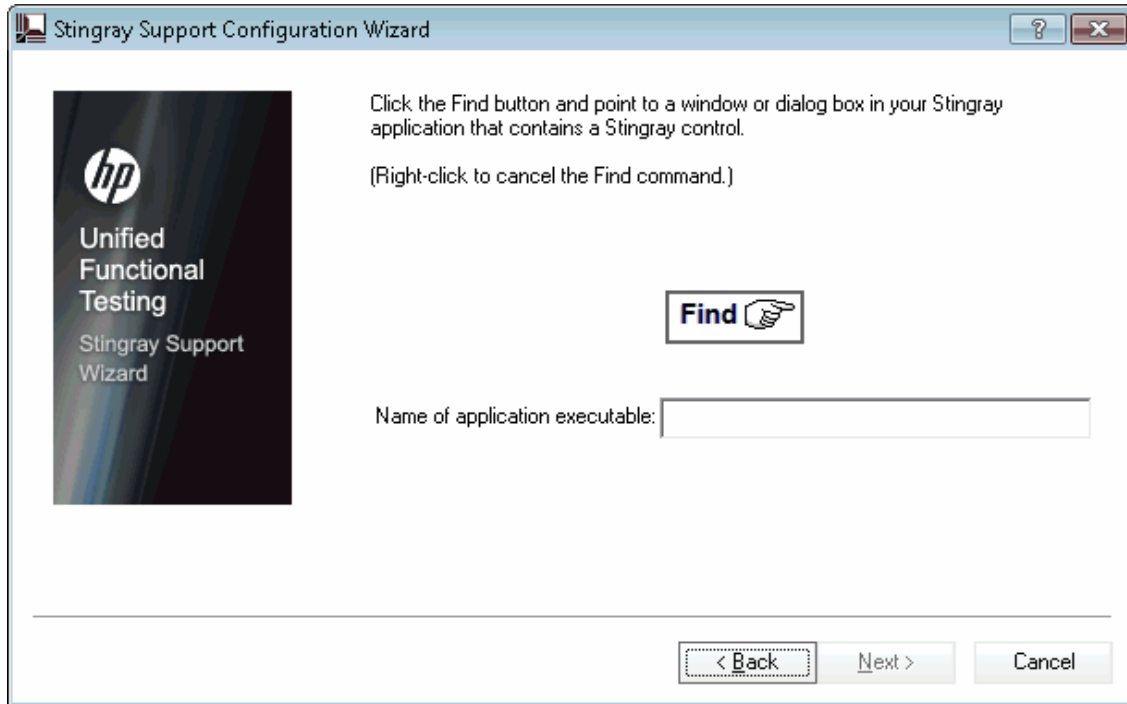 Stingray Support Configuration Wizard
?
Click the Find button and point to a window or dialog box in your Stingray
application that contains a Stingray control.
(Right-click to cancel the Find command.)
hp
Unified
Functional
Testing
Stingray Support
Wizard
Find
Name of application executable:
< Back
Next >
Cancel